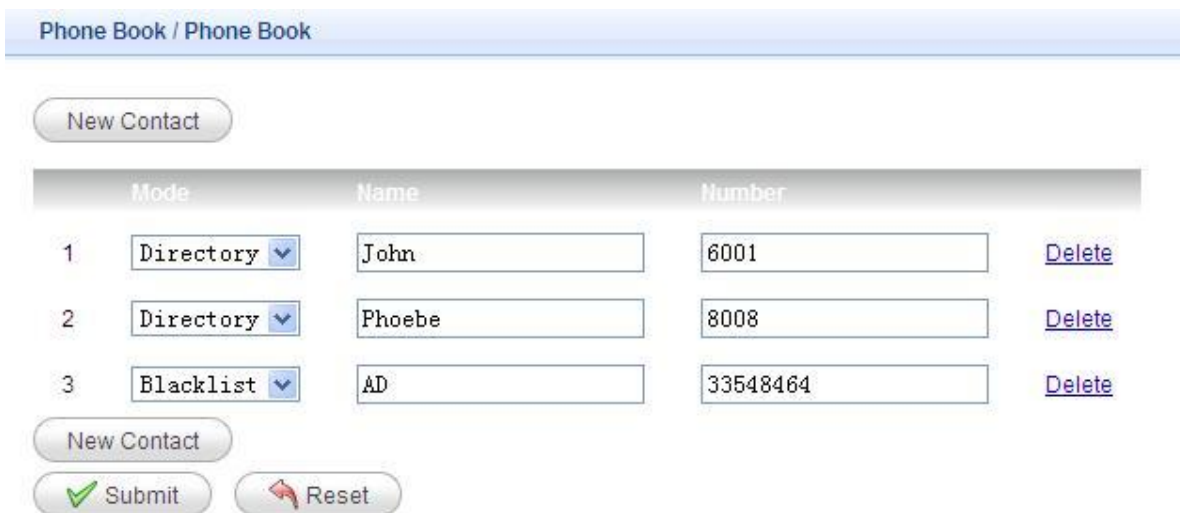 Phone Book / Phone Book
New Contact
Mode Name Number
1 Directory John 6001 Delete
2 Directory Phoebe 8008 Delete
3 Blacklist AD 33548464 Delete
New Contact
Submit Reset